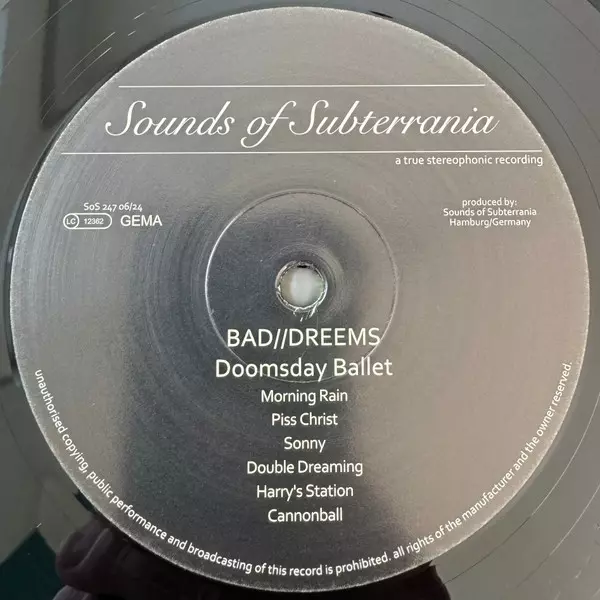 Sounds of Subterrania
a true stereophonic recording
SoS 247 06/24
LC 12362 GEMA
produced by:
Sounds of Subterrania
Hamburg/Germany
BAD//DREEMS
Doomsday Ballet
Morning Rain
Piss Christ
Sonny
Double Dreaming
Harry's Station
Cannonball
unauthorised copying, public performance and broadcasting of this record is prohibited. all rights of the manufacturer and the owner reserved.